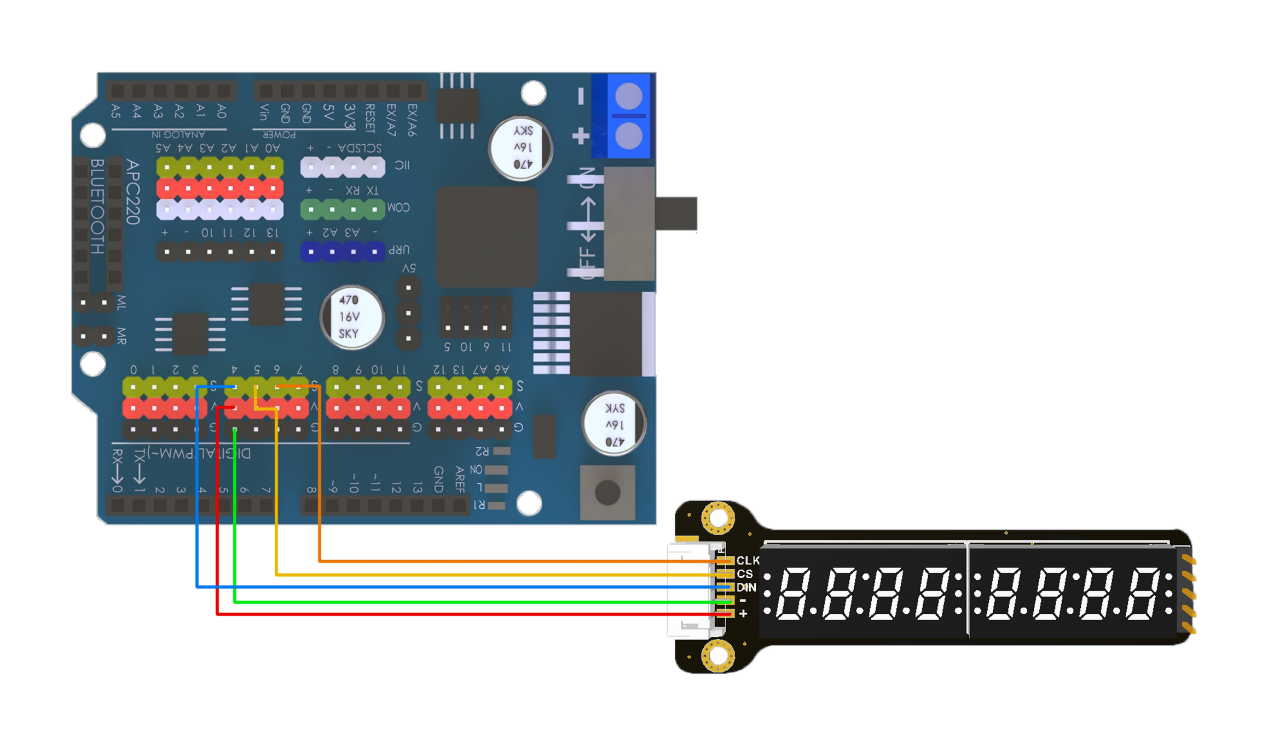 A5 A4 A3 A2 A1 A0
Vin GND GND 5V 3V3 RESET EX/A7 EX/A6
ANALOG IN POWER
- +
A5 A4 A3 A2 A1 A0
+ - SCLSDA IIC
+ - TX RX COM
+ - 10 11 12 13
+ A2 A3 - URP
BLUETOOTH
APC220
ML
MR
470
16v
SKY
OFF ON
5V
470
16V
SKY
5 10 6 11
0 1 2 3 4 5 6 7 8 9 10 11 12 13 A7 A6
S S S S
V V V V
G G G G
470
16v
SYK
DIGITAL(PWM~)
RX TX
0 1 2 3 4 5 6 7 8 ~9 ~10 ~11 12 13 GND AREF
R2
ON
L
R1
CLK
CS
DIN
-
+